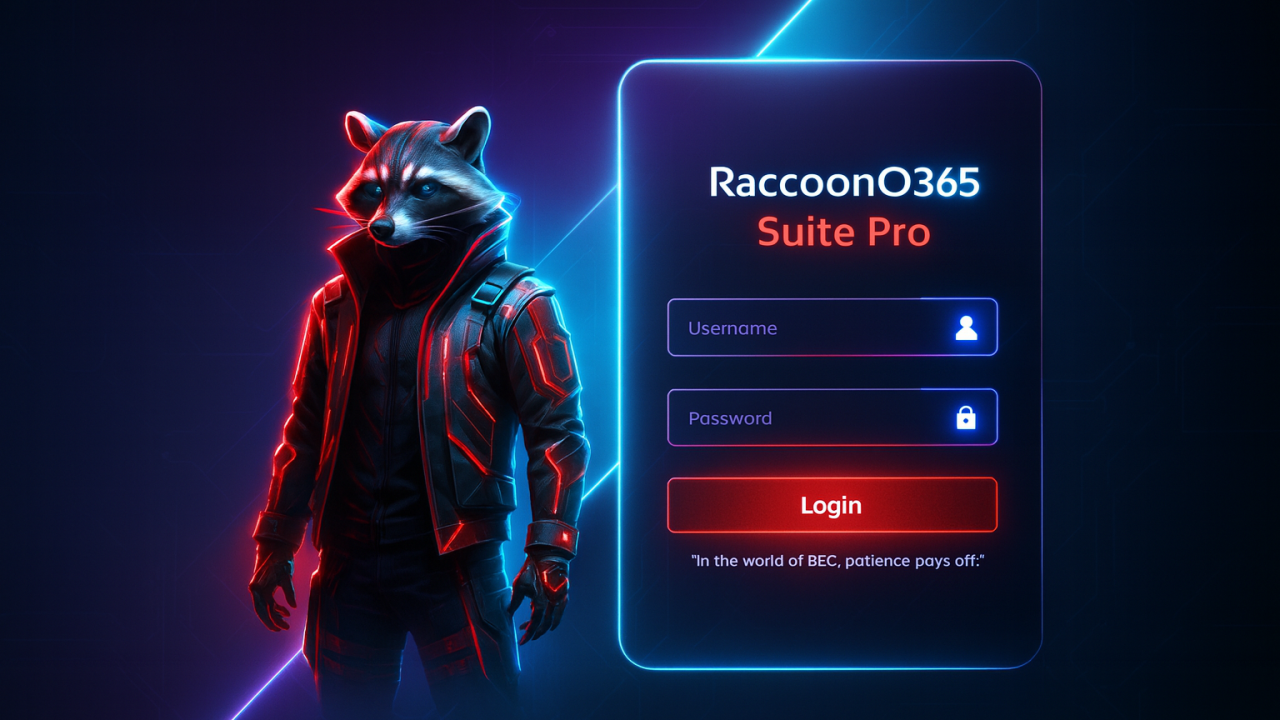 RaccoonO365
Suite Pro
Username
Password
Login
"In the world of BEC, patience pays off:"